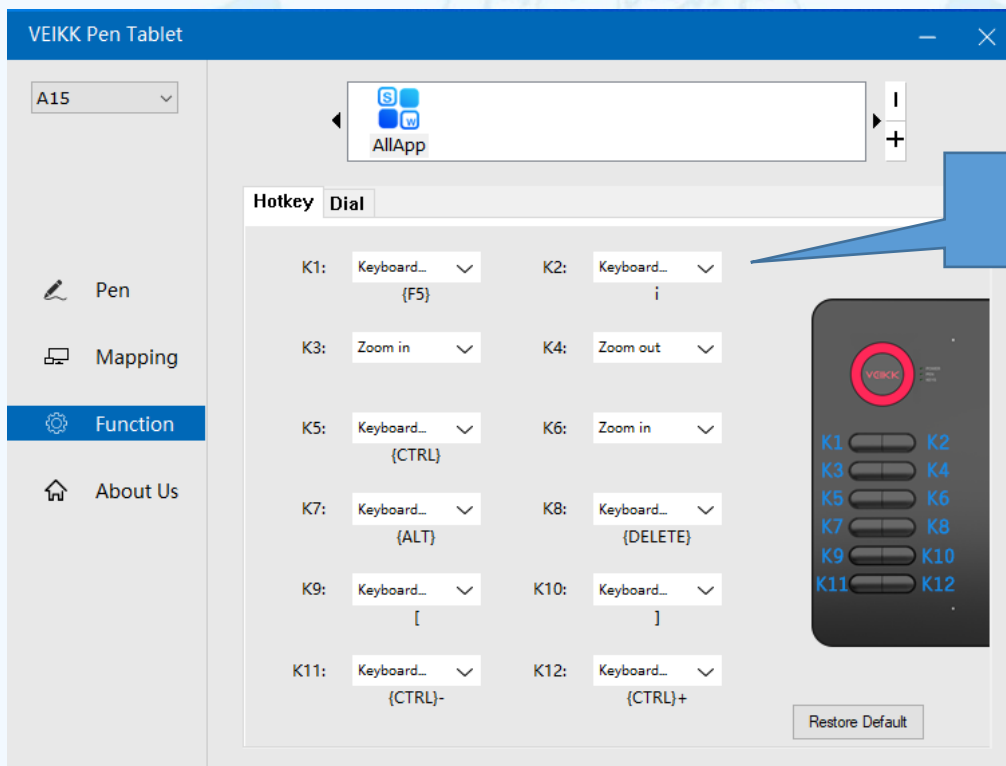 VEIKK Pen Tablet
A15
AllApp
Hotkey Dial
K1: Keyboard... K2: Keyboard...
{F5} i
Pen
K3: Zoom in K4: Zoom out
Mapping
Function
K5: Keyboard... K6: Zoom in
{CTRL}
About Us
K7: Keyboard... K8: Keyboard...
{ALT} {DELETE}
K9: Keyboard... K10: Keyboard...
[ ]
K11: Keyboard... K12: Keyboard...
{CTRL}- {CTRL}+
VEIKK
K1 K2
K3 K4
K5 K6
K7 K8
K9 K10
K11 K12
Restore Default